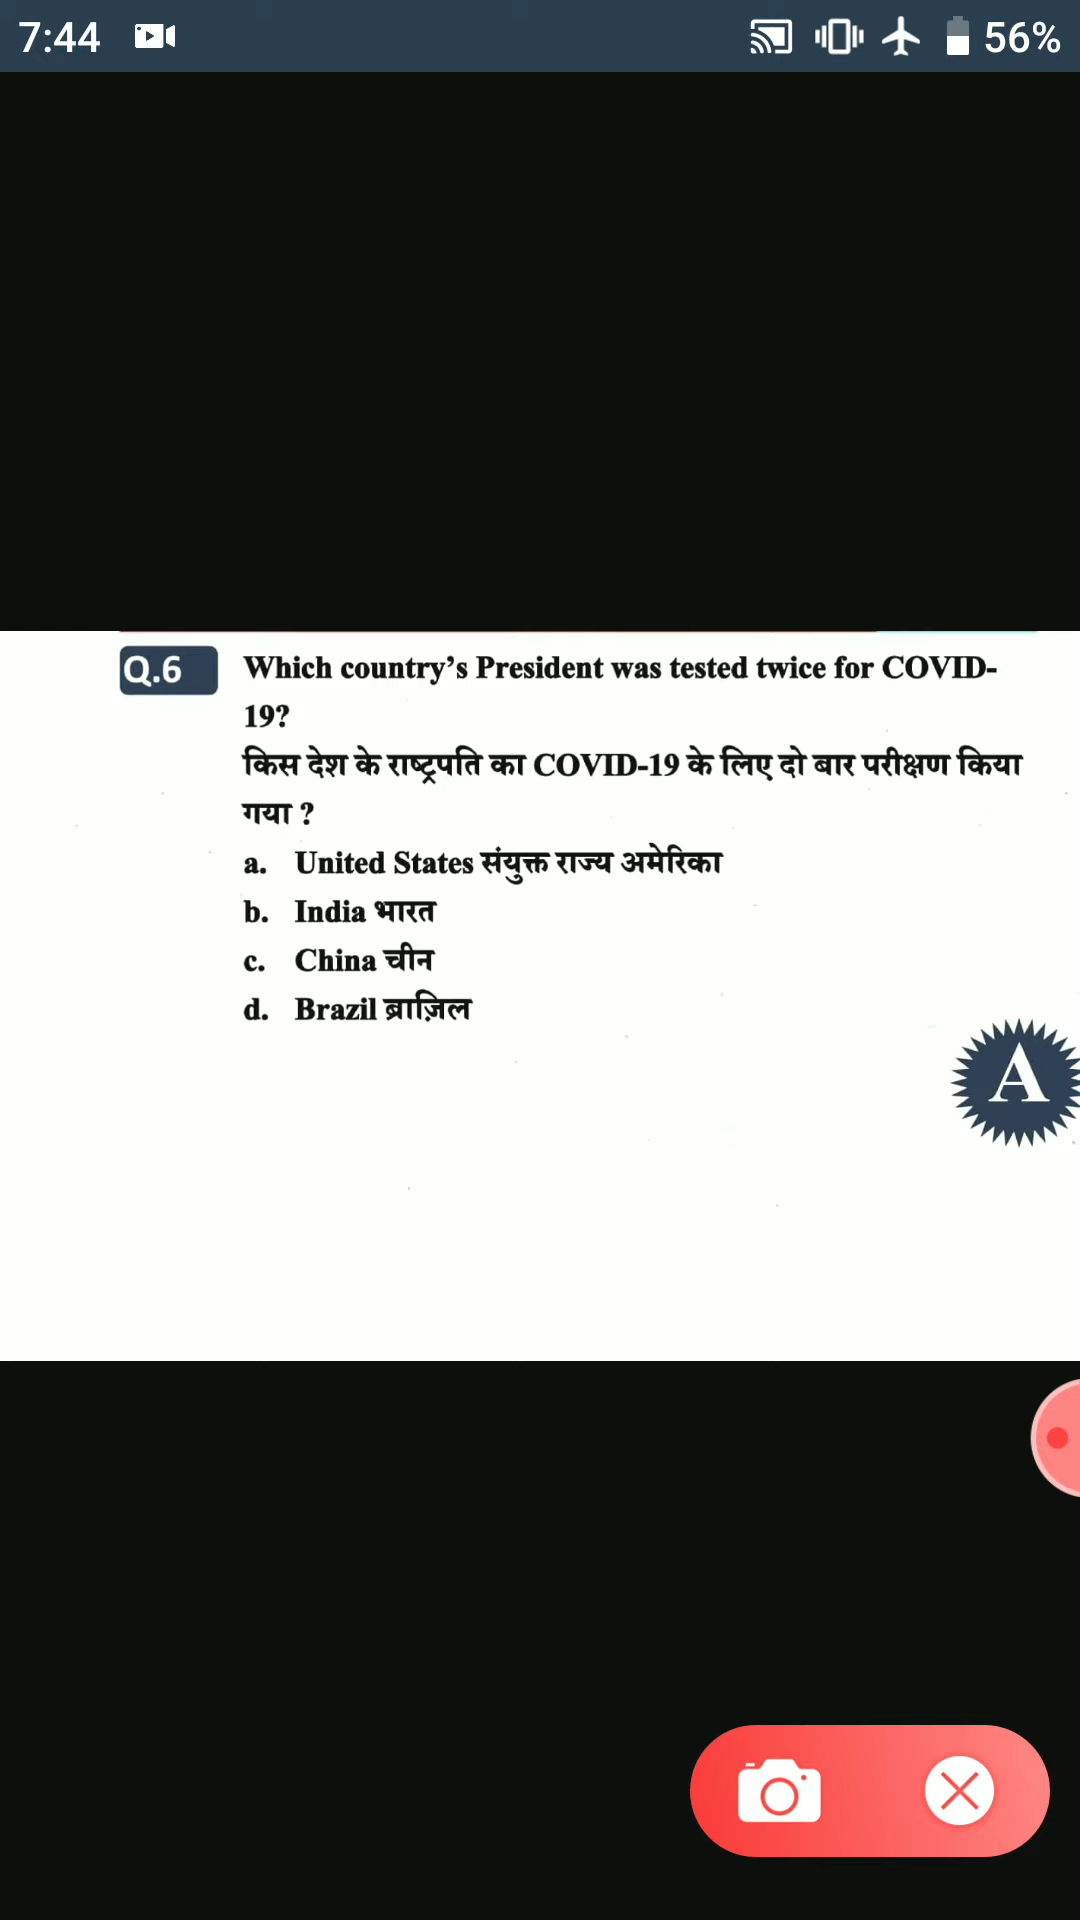 7:44 56%
Q.6 Which country’s President was tested twice for COVID-
19?
किस देश के राष्ट्रपति का COVID-19 के लिए दो बार परीक्षण किया
गया ?
a. United States संयुक्त राज्य अमेरिका
b. India भारत
c. China चीन
d. Brazil ब्राज़िल
A